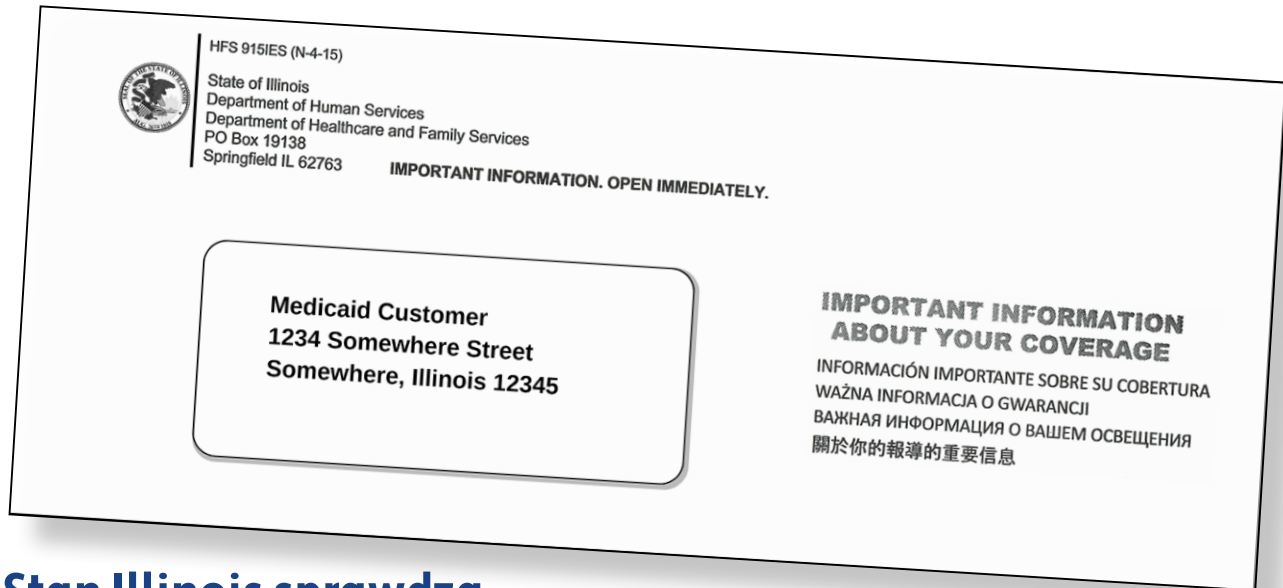 HFS 915IES (N-4-15)
State of Illinois
Department of Human Services
Department of Healthcare and Family Services
PO Box 19138
Springfield IL 62763
IMPORTANT INFORMATION. OPEN IMMEDIATELY.
Medicaid Customer
1234 Somewhere Street
Somewhere, Illinois 12345
IMPORTANT INFORMATION
ABOUT YOUR COVERAGE
INFORMACIÓN IMPORTANTE SOBRE SU COBERTURA
WAŻNA INFORMACJA O GWARANCJI
ВАЖНАЯ ИНФОРМАЦИЯ О ВАШЕМ ОСВЕЩЕНИЯ
關於你的報導的重要信息
Stan Illinois sprawdza